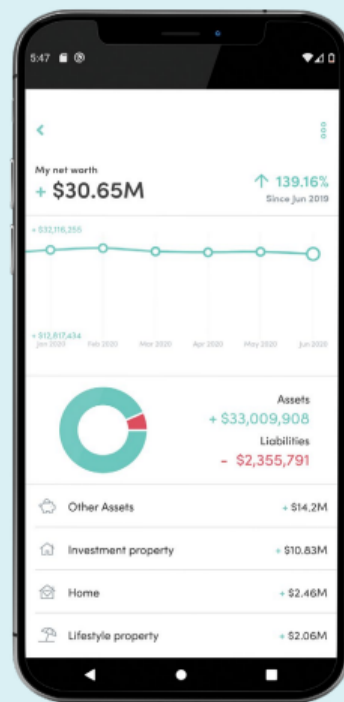 5:47
My net worth
+ $30.65M
↑ 139.16%
Since Jun 2019
+ $32,116,255
+ $12,817,434
Jan 2020 Feb 2020 Mar 2020 Apr 2020 May 2020 Jun 2020
Assets
+ $33,009,908
Liabilities
- $2,355,791
Other Assets + $14.2M
Investment property + $10.83M
Home + $2.46M
Lifestyle property + $2.06M